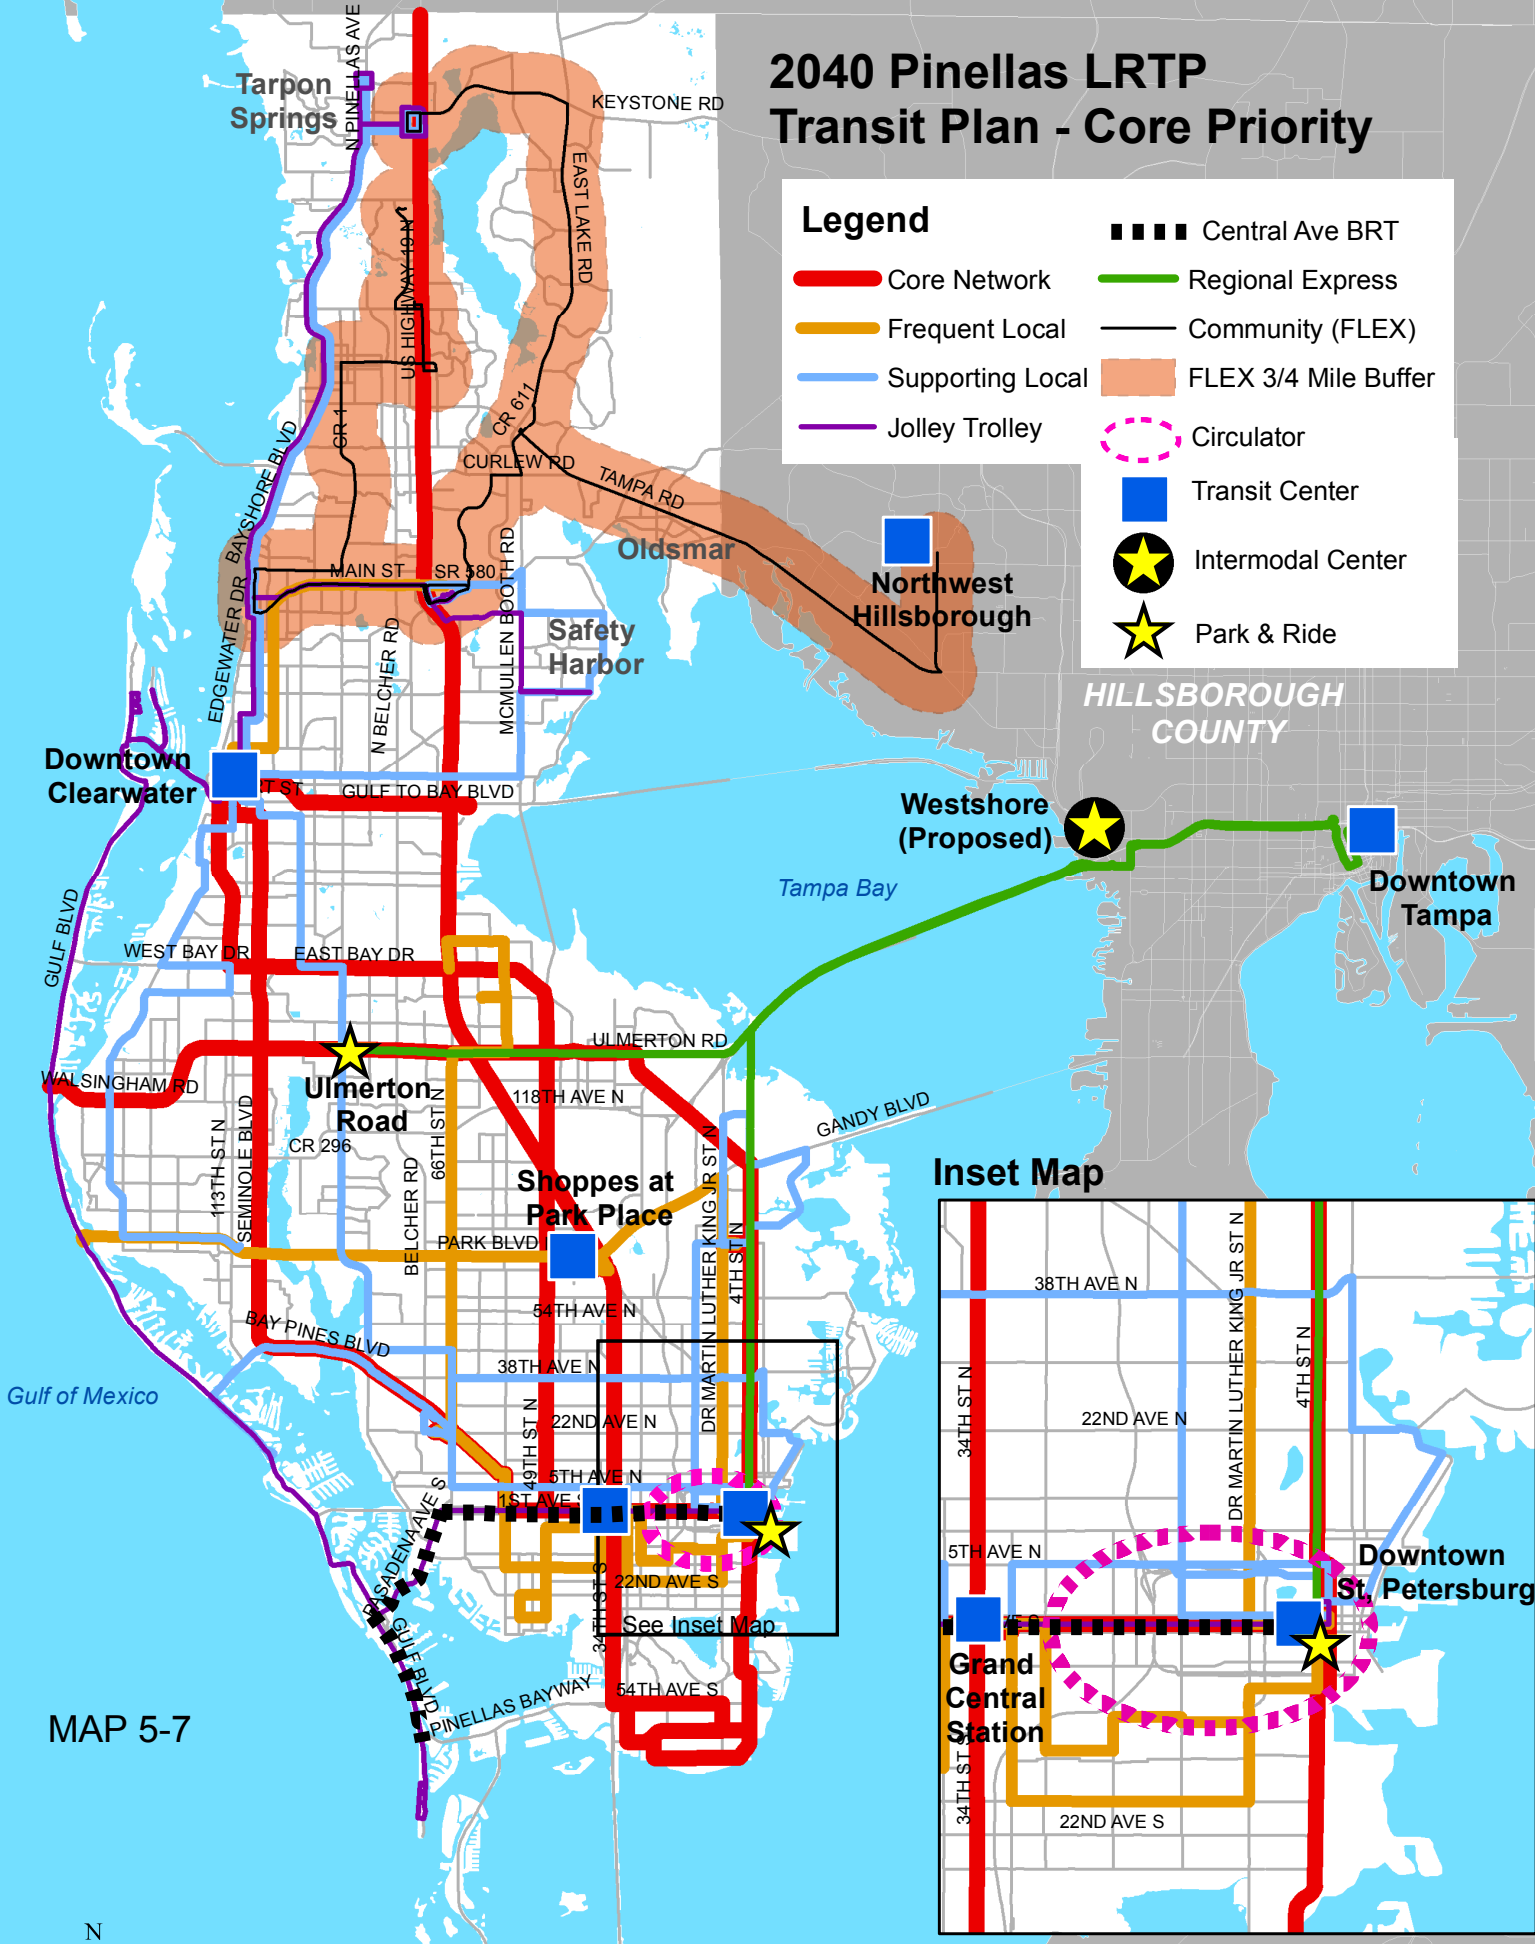 2040 Pinellas LRTP
Transit Plan - Core Priority
Legend
Core Network
Frequent Local
Supporting Local
Jolley Trolley
Central Ave BRT
Regional Express
Community (FLEX)
FLEX 3/4 Mile Buffer
Circulator
Transit Center
Intermodal Center
Park & Ride
N PINELLAS AVE
Tarpon
Springs
KEYSTONE RD
EAST LAKE RD
US HIGHWAY 19 N
CR 1
CR 611
CURLEW RD
TAMPA RD
BAYSHORE BLVD
Oldsmar
Northwest
Hillsborough
MAIN ST
SR 580
EDGEWATER DR
N BELCHER RD
MCMULLEN BOOTH RD
Safety
Harbor
HILLSBOROUGH
COUNTY
Downtown
Clearwater
RT ST
GULF TO BAY BLVD
Westshore
(Proposed)
Downtown
Tampa
Tampa Bay
GULF BLVD
WEST BAY DR
EAST BAY DR
ULMERTON RD
WALSINGHAM RD
Ulmerton
Road
118TH AVE N
GANDY BLVD
113TH ST N
SEMINOLE BLVD
CR 296
BELCHER RD
66TH ST N
Shoppes at
Park Place
PARK BLVD
DR MARTIN LUTHER KING JR ST N
4TH ST N
54TH AVE N
BAY PINES BLVD
38TH AVE N
Gulf of Mexico
22ND AVE N
49TH ST N
5TH AVE N
1ST AVE S
PASADENA AVE S
22ND AVE S
34TH ST S
See Inset Map
GULF BLVD
54TH AVE S
PINELLAS BAYWAY
MAP 5-7
N
Inset Map
38TH AVE N
DR MARTIN LUTHER KING JR ST N
4TH ST N
34TH ST N
22ND AVE N
5TH AVE N
Downtown
St. Petersburg
VE S
Grand
Central
Station
34TH ST S
22ND AVE S